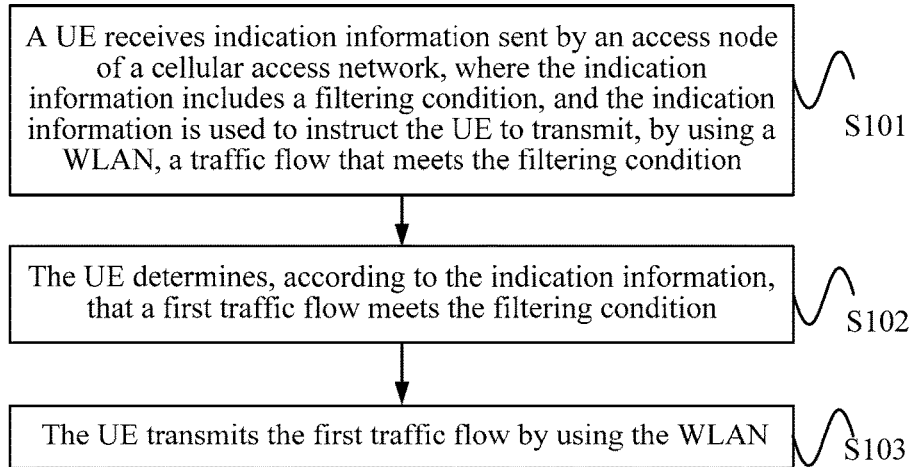 A UE receives indication information sent by an access node
of a cellular access network, where the indication
information includes a filtering condition, and the indication
information is used to instruct the UE to transmit, by using a
WLAN, a traffic flow that meets the filtering condition
S101
The UE determines, according to the indication information,
that a first traffic flow meets the filtering condition
S102
The UE transmits the first traffic flow by using the WLAN
S103